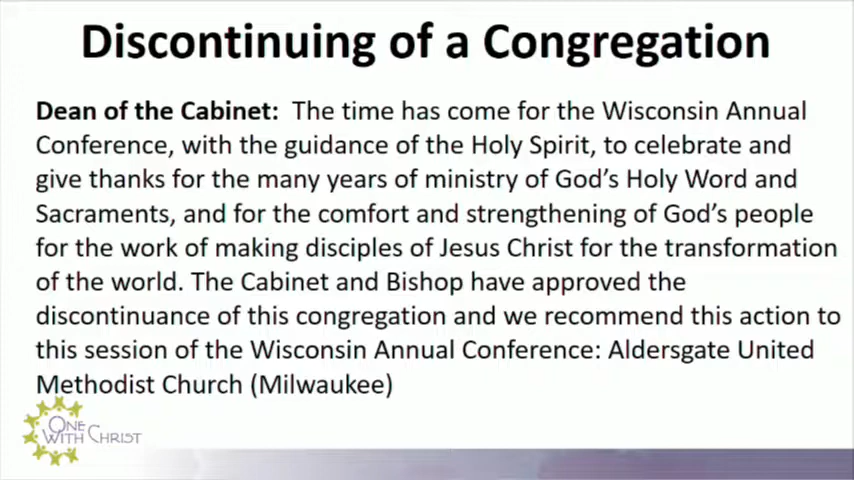 Discontinuing of a Congregation
Dean of the Cabinet: The time has come for the Wisconsin Annual
Conference, with the guidance of the Holy Spirit, to celebrate and
give thanks for the many years of ministry of God’s Holy Word and
Sacraments, and for the comfort and strengthening of God’s people
for the work of making disciples of Jesus Christ for the transformation
of the world. The Cabinet and Bishop have approved the
discontinuance of this congregation and we recommend this action to
this session of the Wisconsin Annual Conference: Aldersgate United
Methodist Church (Milwaukee)
ONE
WITH CHRIST